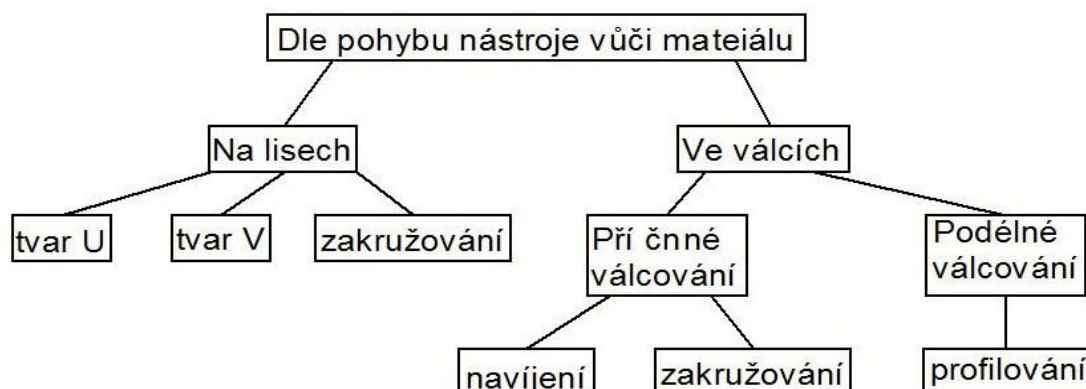 Dle pohybu nástroje vůči mateiálu
Na lisech
Ve válcích
tvar U
tvar V
zakružování
Pří čnné
válcování
Podélné
válcování
navíjení
zakružování
profilování